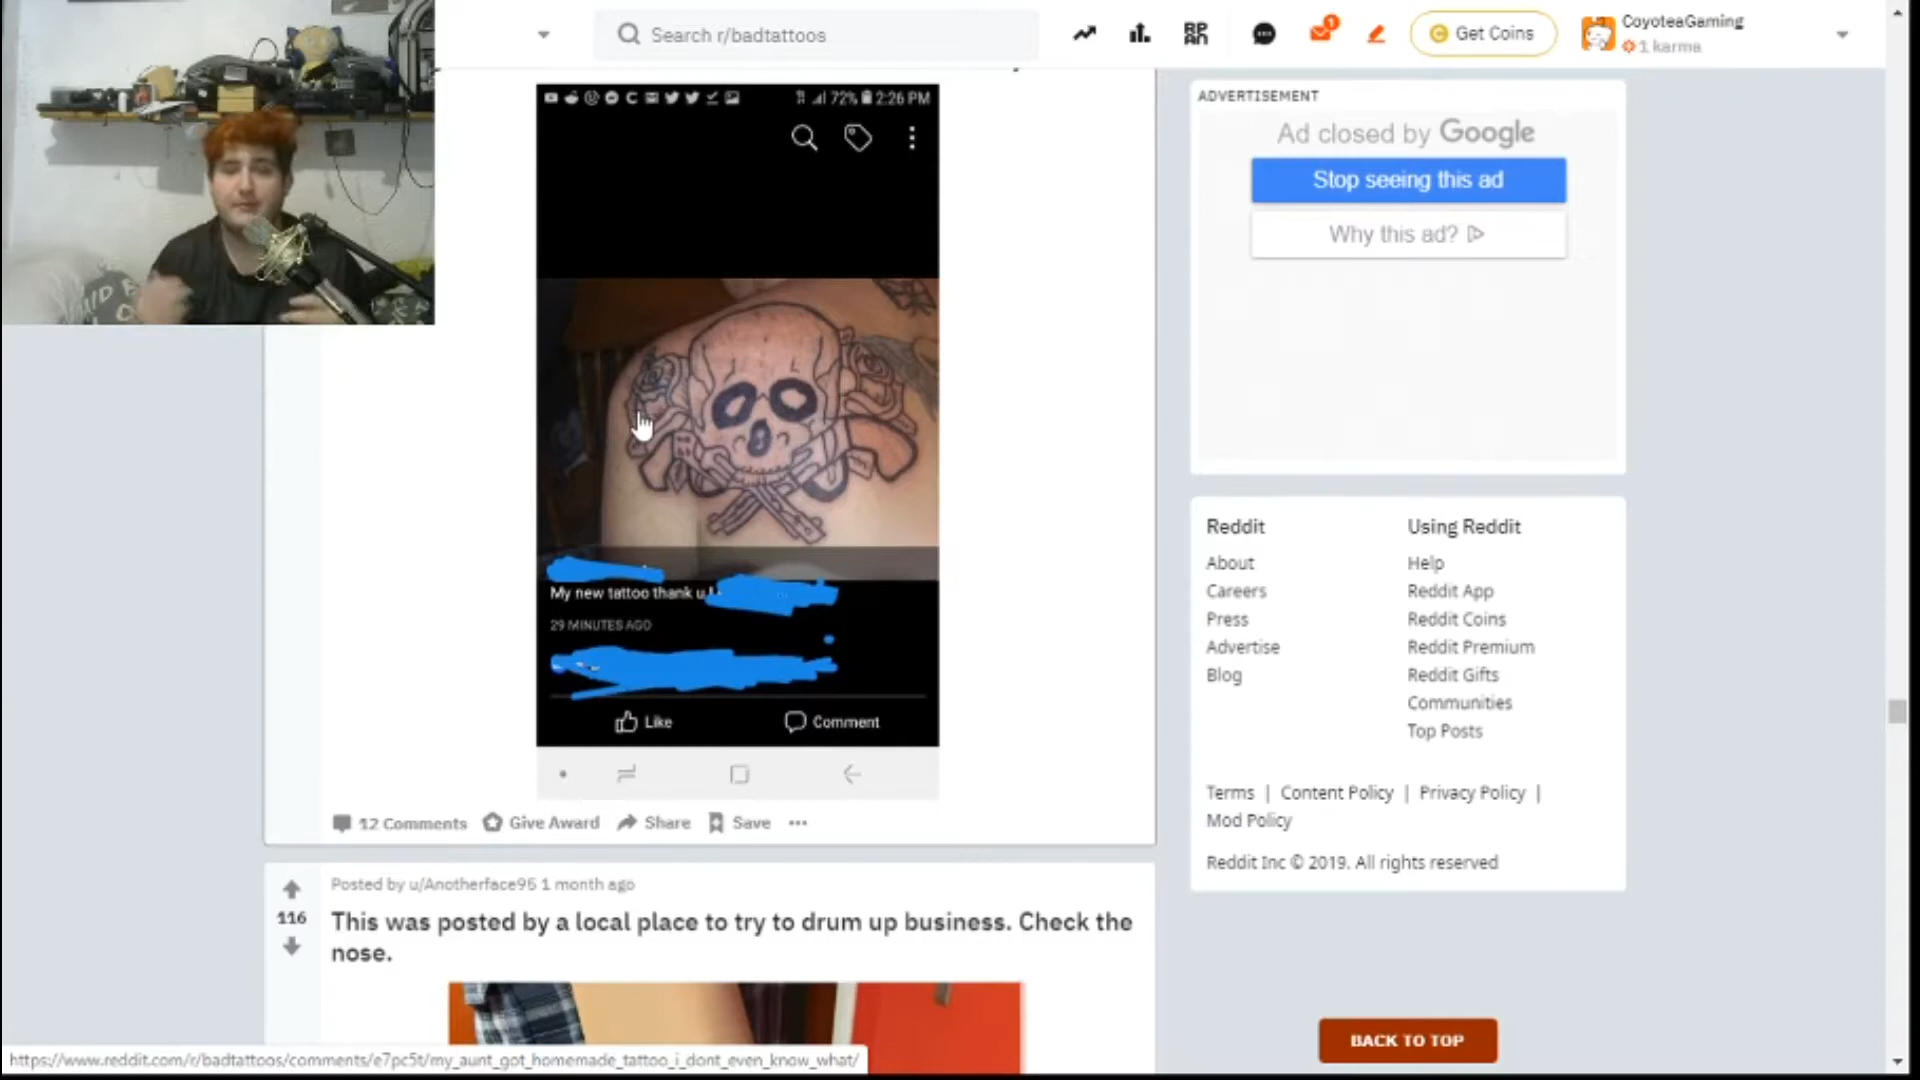 Search r/badtattoos
RP
AN
1
Get Coins
CoyoteaGaming
1 karma
72% 2:26 PM
My new tattoo thank u
29 MINUTES AGO
Like
Comment
12 Comments
Give Award
Share
Save
116
Posted by u/Anotherface95 1 month ago
This was posted by a local place to try to drum up business. Check the
nose.
https://www.reddit.com/r/badtattoos/comments/e7pc5t/my_aunt_got_homemade_tattoo_i_dont_even_know_what/
ADVERTISEMENT
Ad closed by Google
Stop seeing this ad
Why this ad?
Reddit
About
Careers
Press
Advertise
Blog
Using Reddit
Help
Reddit App
Reddit Coins
Reddit Premium
Reddit Gifts
Communities
Top Posts
Terms | Content Policy | Privacy Policy |
Mod Policy
Reddit Inc © 2019. All rights reserved
BACK TO TOP